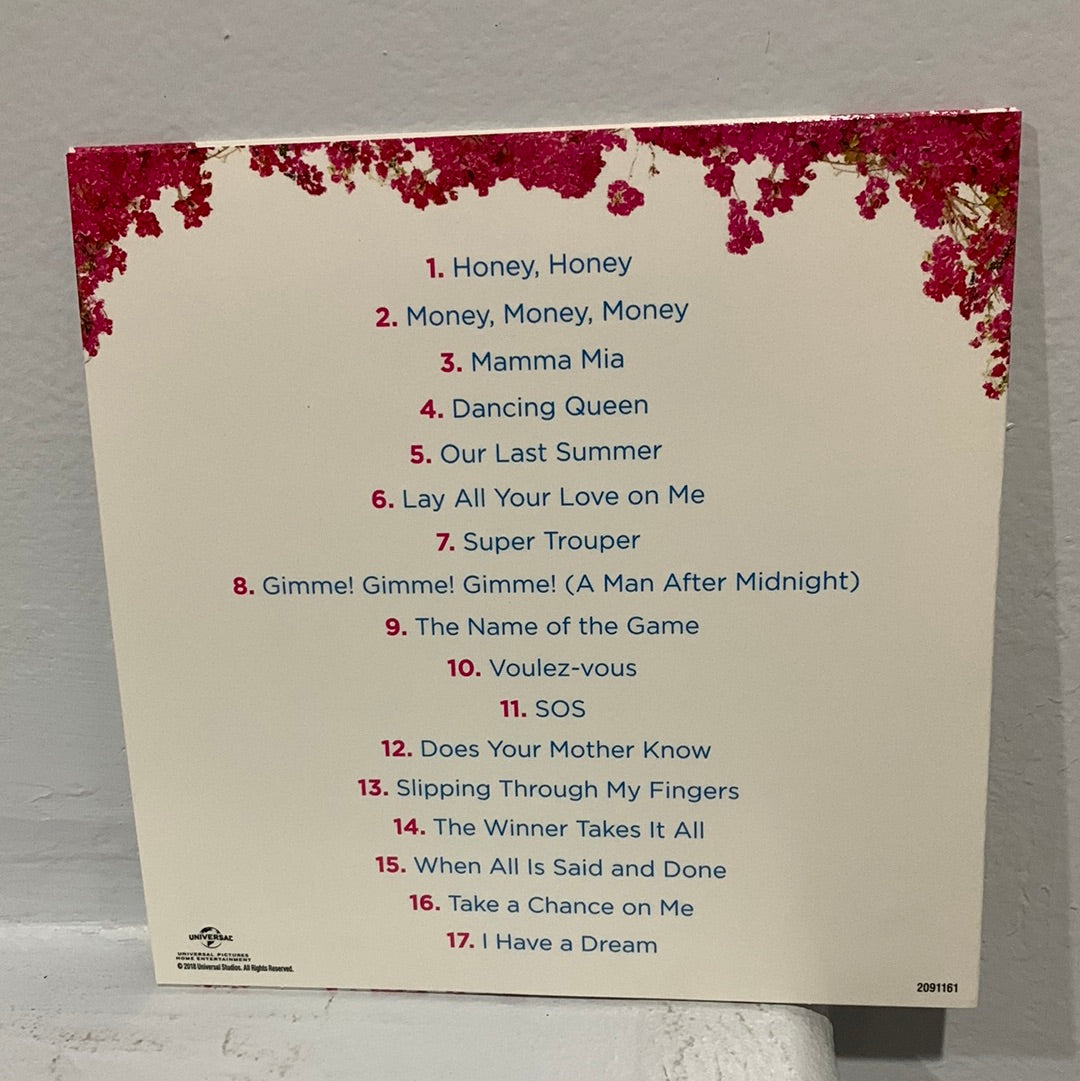 1. Honey, Honey
2. Money, Money, Money
3. Mamma Mia
4. Dancing Queen
5. Our Last Summer
6. Lay All Your Love on Me
7. Super Trouper
8. Gimme! Gimme! Gimme! (A Man After Midnight)
9. The Name of the Game
10. Voulez-vous
11. SOS
12. Does Your Mother Know
13. Slipping Through My Fingers
14. The Winner Takes It All
15. When All Is Said and Done
16. Take a Chance on Me
17. I Have a Dream
UNIVERSAL
UNIVERSAL PICTURES
HOME ENTERTAINMENT
© 2018 Universal Studios. All Rights Reserved.
2091161